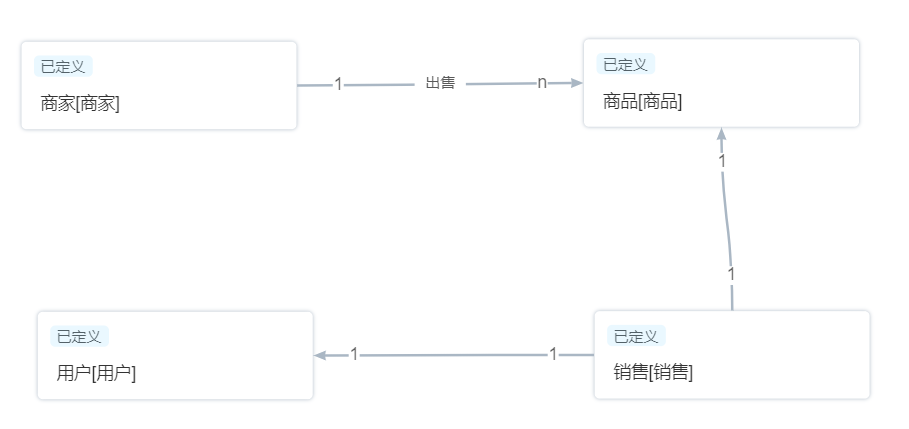 已定义
商家[商家]
1
出售
n
已定义
商品[商品]
1
1
已定义
用户[用户]
1
1
已定义
销售[销售]